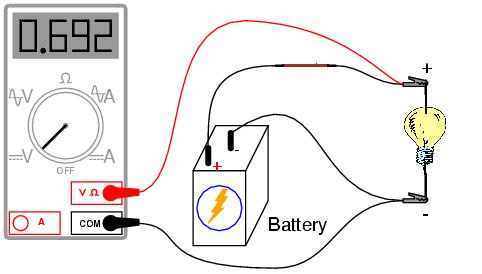 0.692
Ω
V A
V A
OFF
V Ω
A
COM
+
-
Battery
+
-